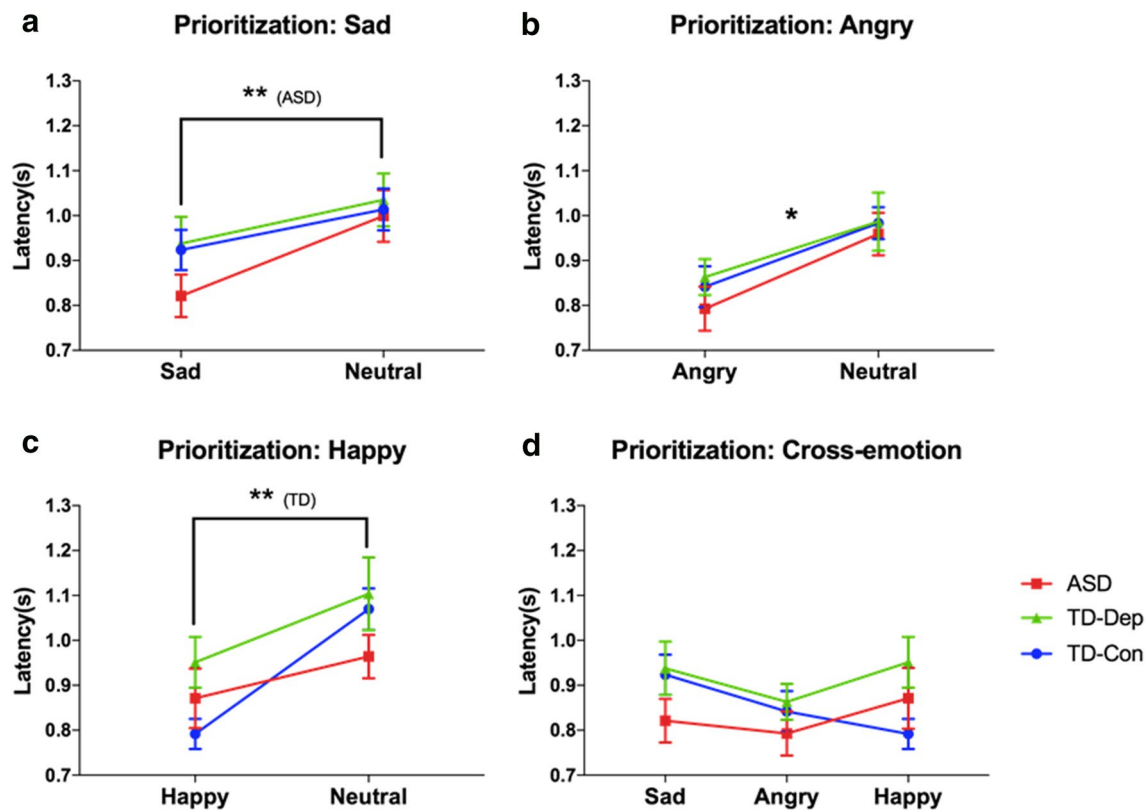 a
Prioritization: Sad
Latency(s)
1.3
1.2
1.1
1.0
0.9
0.8
0.7
** (ASD)
Sad Neutral
b
Prioritization: Angry
Latency(s)
1.3
1.2
1.1
1.0
0.9
0.8
0.7
*
Angry Neutral
c
Prioritization: Happy
Latency(s)
1.3
1.2
1.1
1.0
0.9
0.8
0.7
** (TD)
Happy Neutral
d
Prioritization: Cross-emotion
Latency(s)
1.3
1.2
1.1
1.0
0.9
0.8
0.7
Sad Angry Happy
ASD
TD-Dep
TD-Con